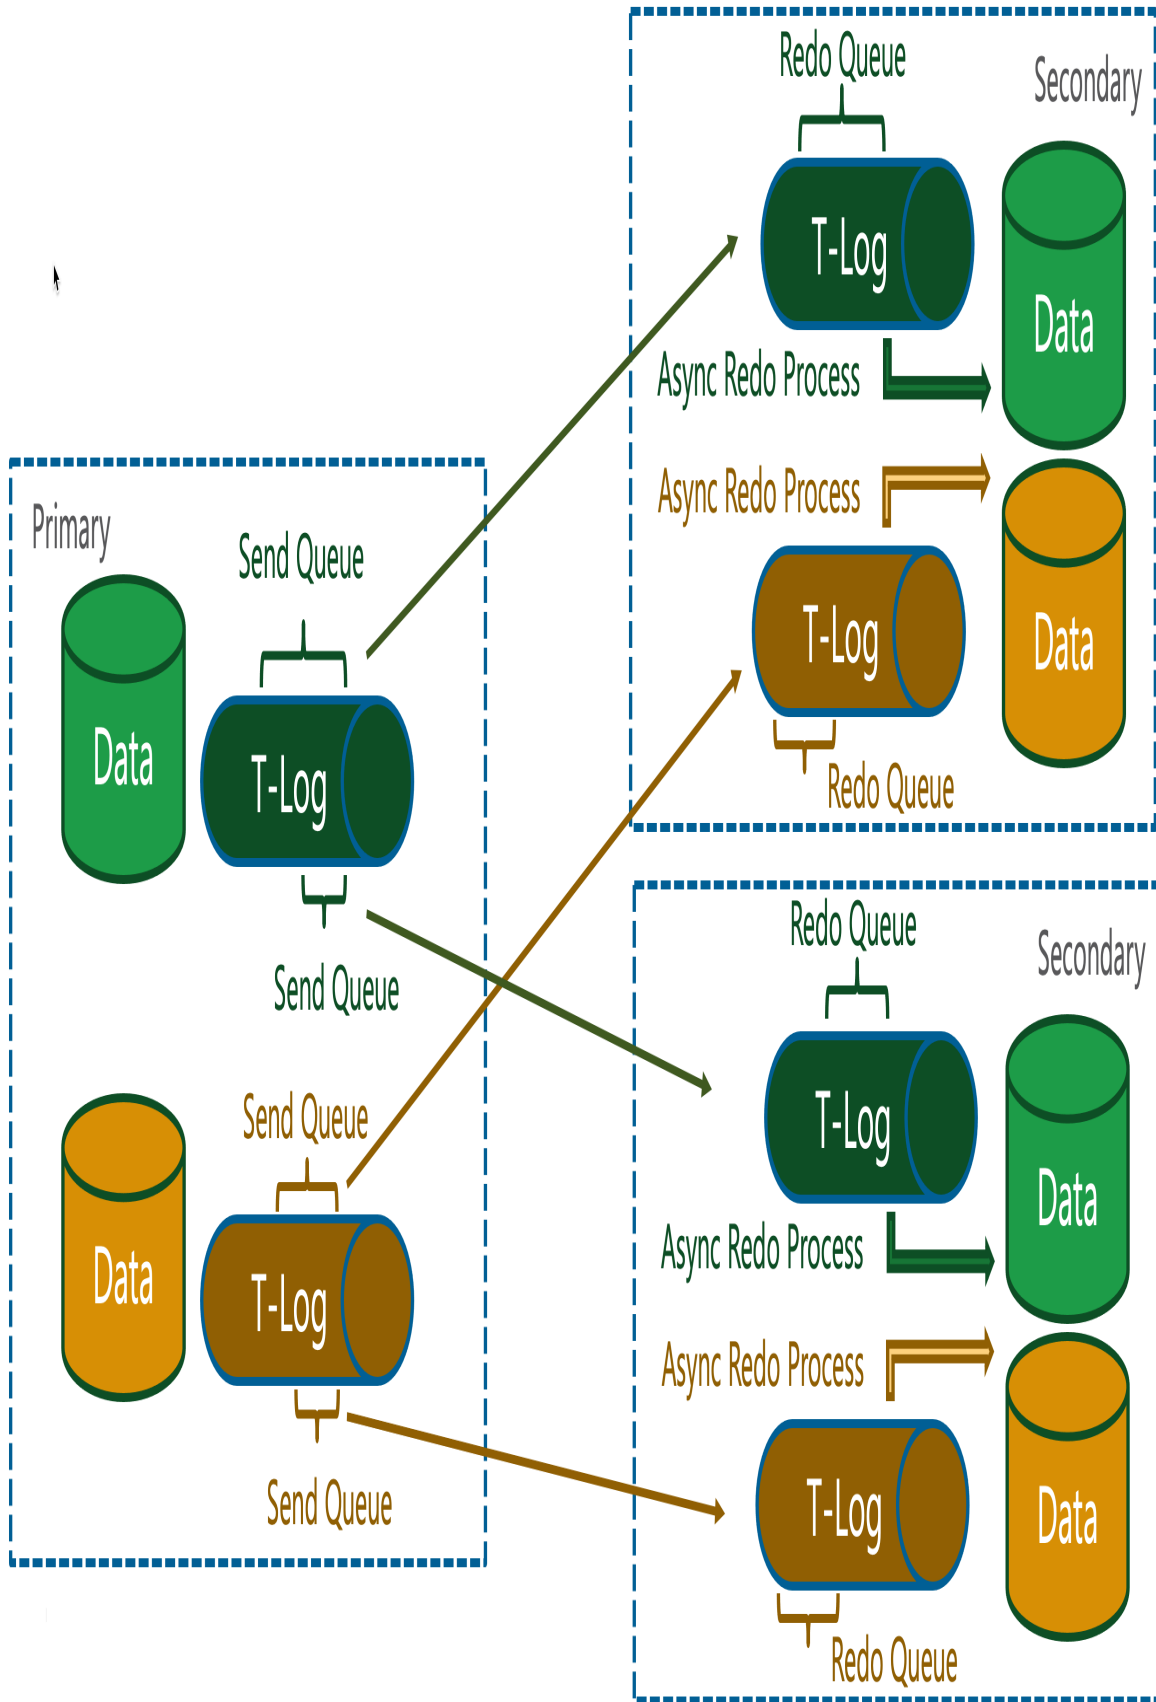 Primary
Send Queue
Data
T-Log
Send Queue
Send Queue
Data
T-Log
Send Queue
Redo Queue
Secondary
T-Log
Data
Async Redo Process
Async Redo Process
T-Log
Data
Redo Queue
Redo Queue
Secondary
T-Log
Data
Async Redo Process
Async Redo Process
T-Log
Data
Redo Queue